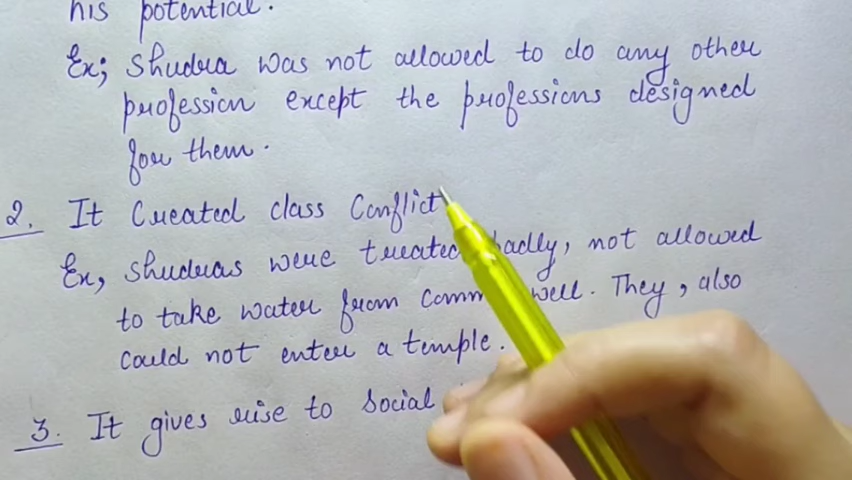 his potential.
Ex; Shudra was not allowed to do any other
profession except the professions designed
for them.
2. It Created class Conflict
Ex, Shudras were treated badly, not allowed
to take water from common well. They, also
could not enter a temple.
3. It gives rise to Social